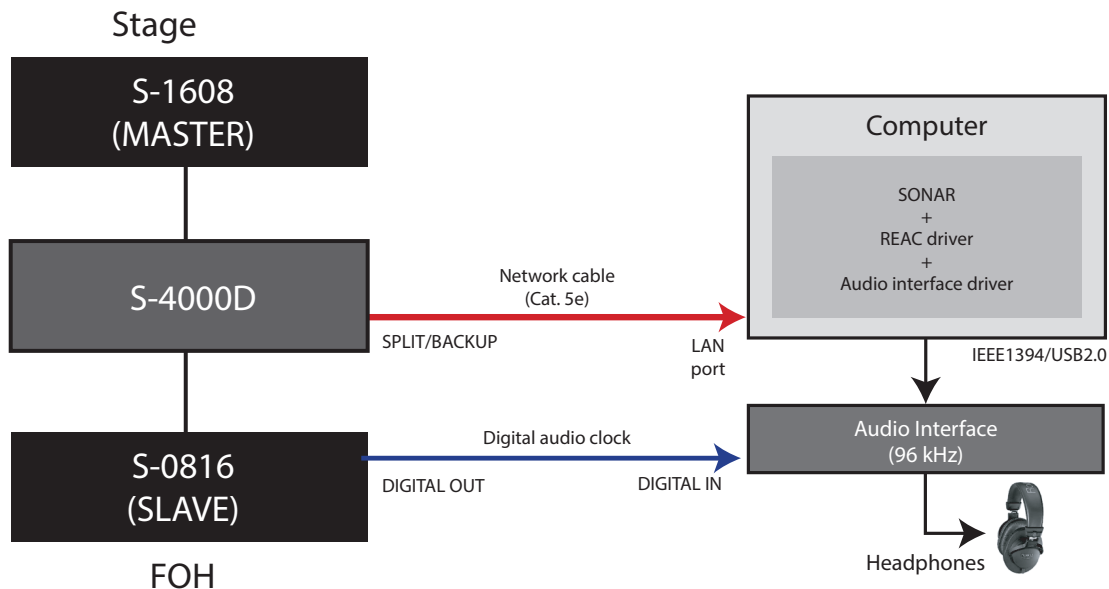 Stage
S-1608
(MASTER)
S-4000D
S-0816
(SLAVE)
FOH
Network cable
(Cat. 5e)
SPLIT/BACKUP
LAN
port
Digital audio clock
DIGITAL OUT
DIGITAL IN
Computer
SONAR
+
REAC driver
+
Audio interface driver
IEEE1394/USB2.0
Audio Interface
(96 kHz)
Headphones